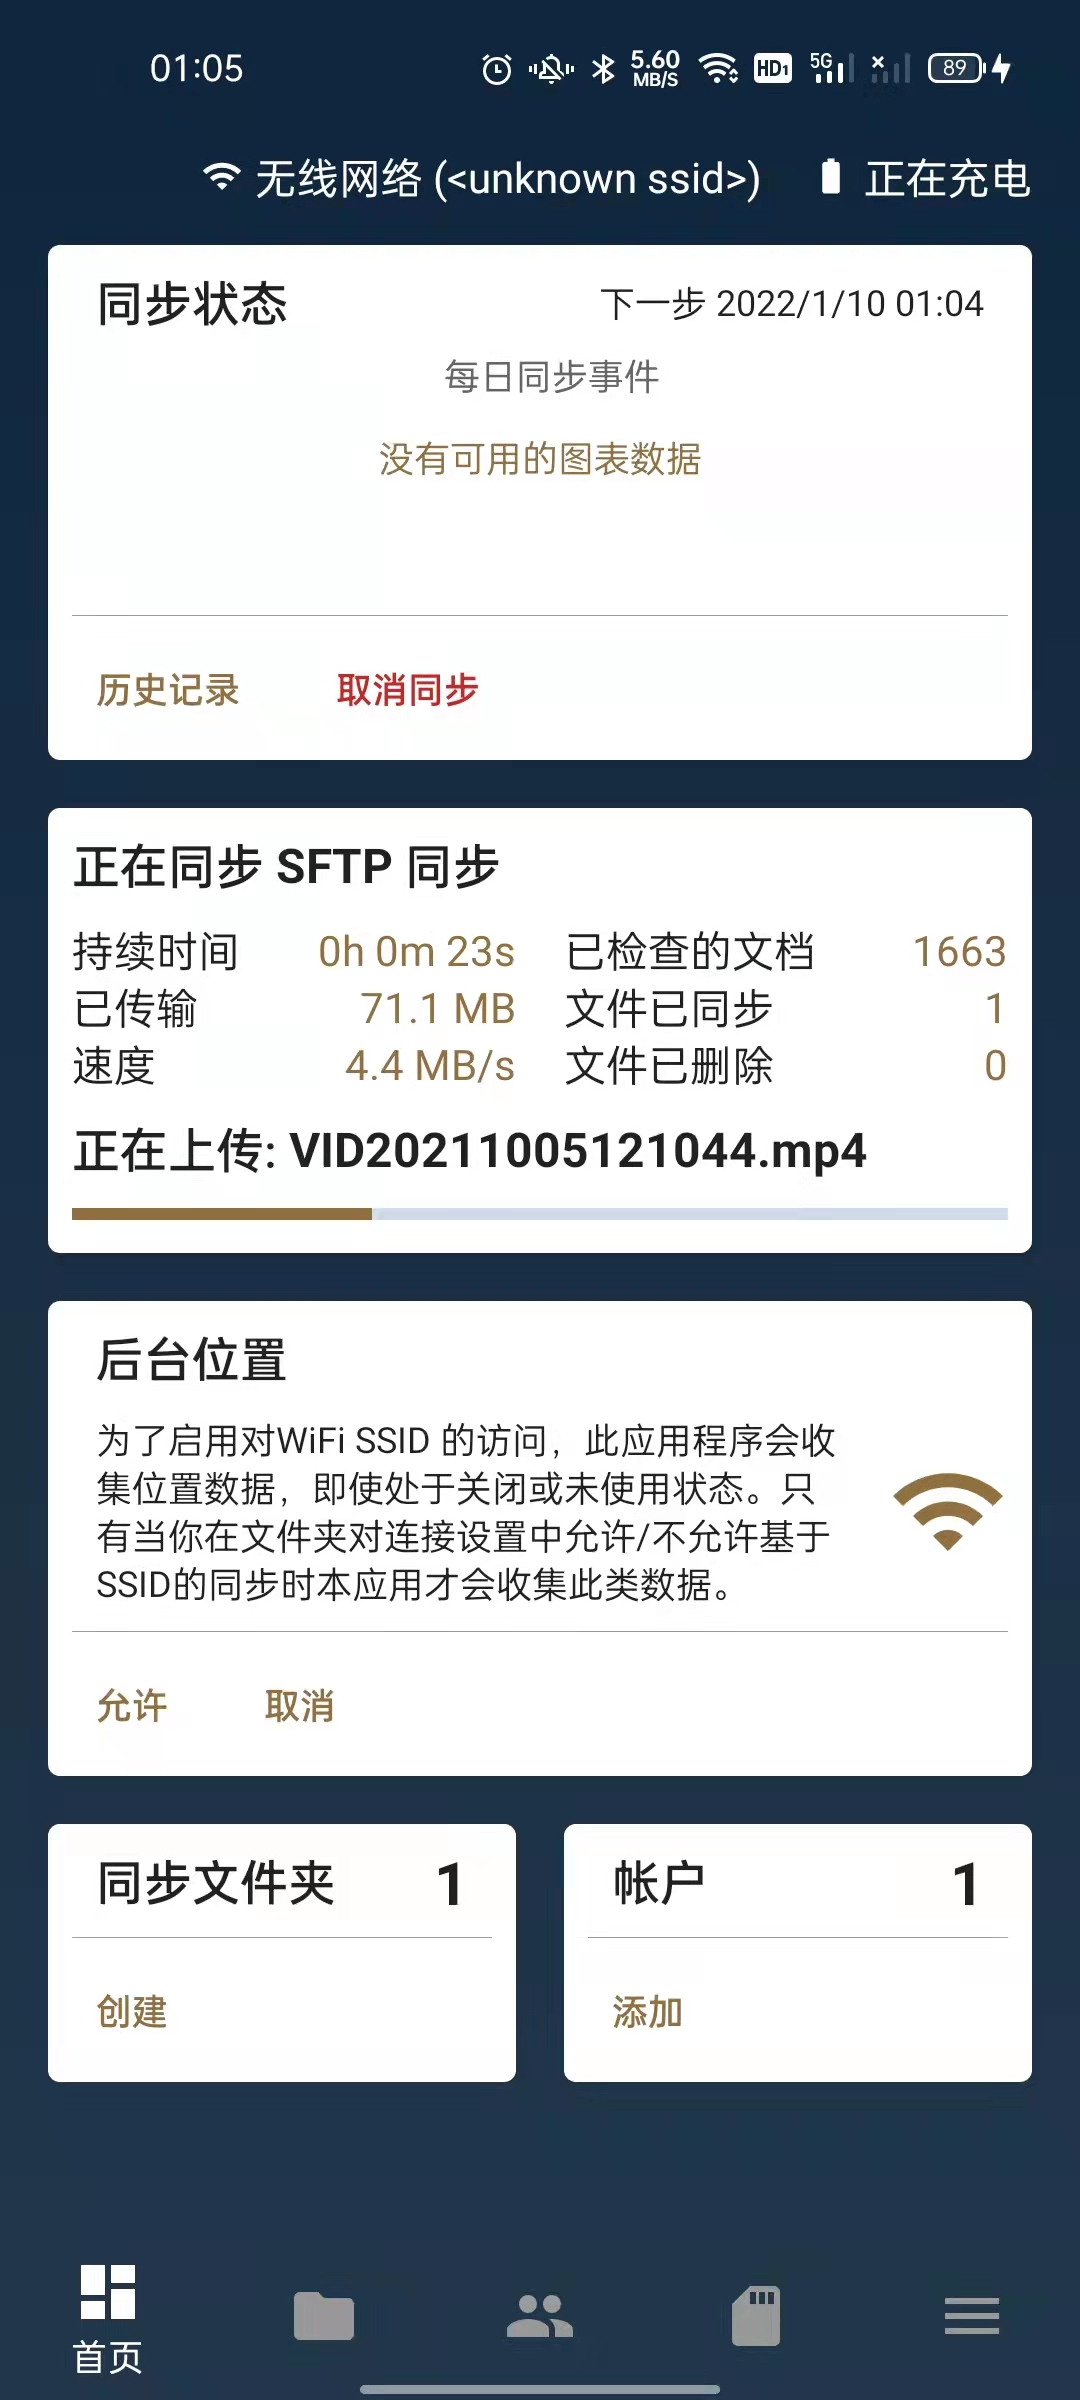 01:05
5.60 MB/S HD1 5G 89
无线网络 (<unknown ssid>) 正在充电
同步状态 下一步 2022/1/10 01:04
每日同步事件
没有可用的图表数据
历史记录 取消同步
正在同步 SFTP 同步
持续时间 0h 0m 23s 已检查的文档 1663
已传输 71.1 MB 文件已同步 1
速度 4.4 MB/s 文件已删除 0
正在上传: VID20211005121044.mp4
后台位置
为了启用对WiFi SSID 的访问，此应用程序会收
集位置数据，即使处于关闭或未使用状态。只
有当你在文件夹对连接设置中允许/不允许基于
SSID的同步时本应用才会收集此类数据。
允许 取消
同步文件夹 1 帐户 1
创建 添加
首页